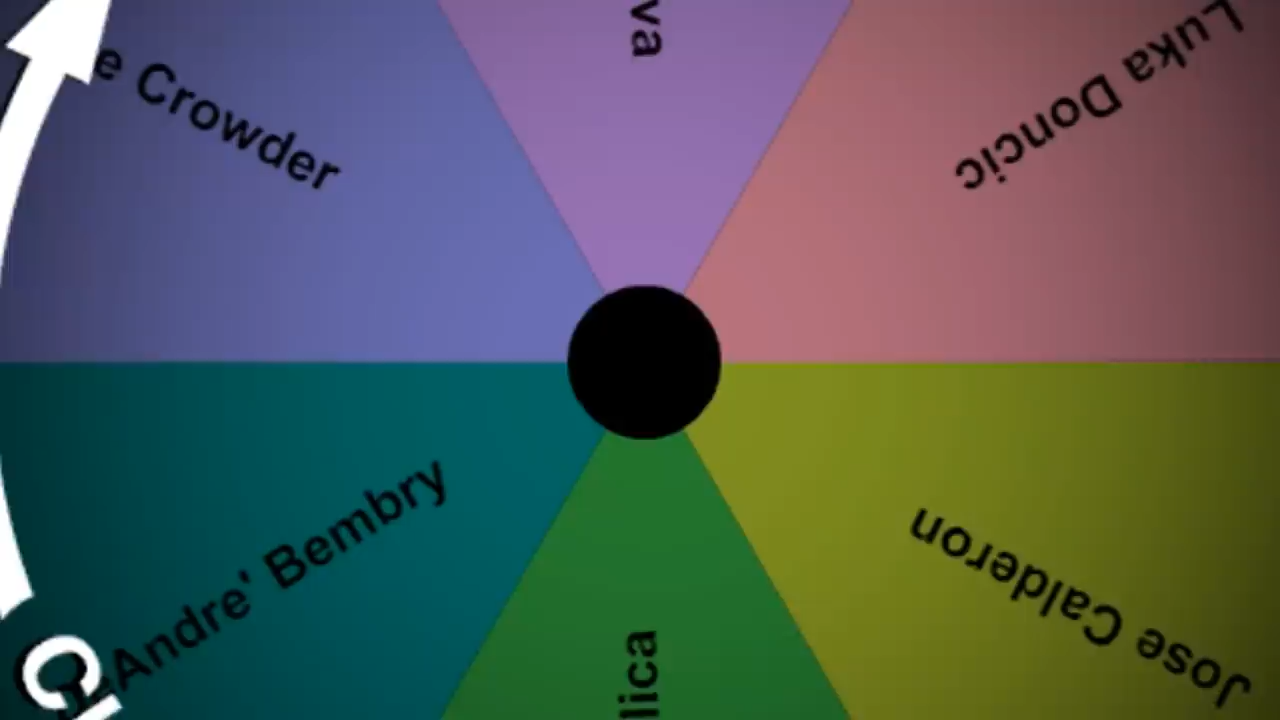 va
Luka Doncic
e Crowder
Andre' Bembry
Jose Calderon
lica